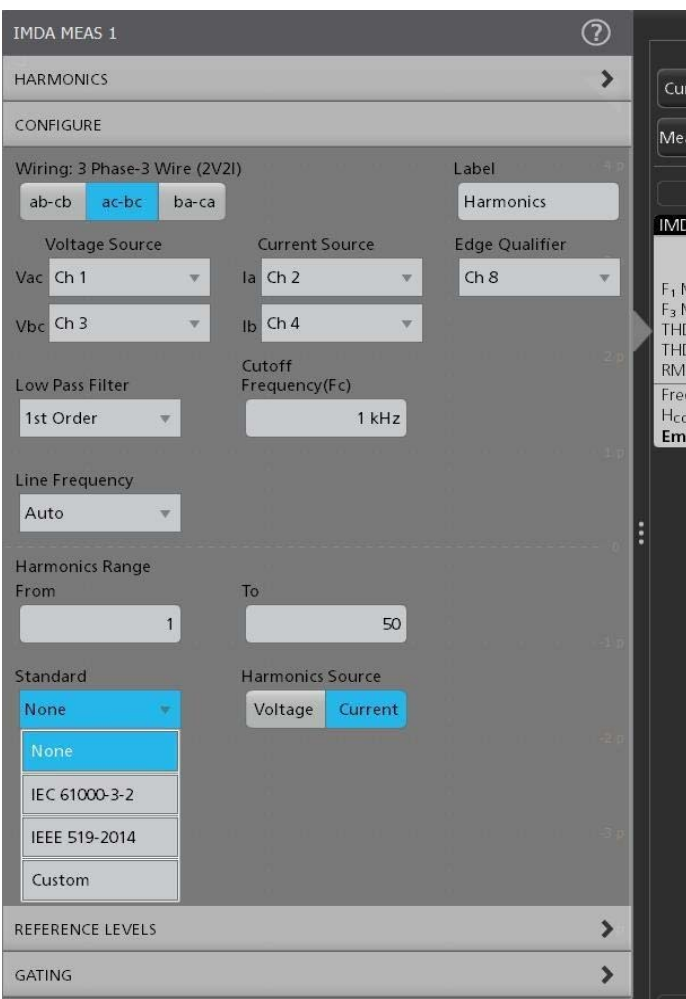 IMDA MEAS 1
HARMONICS
CONFIGURE
Wiring: 3 Phase-3 Wire (2V2I)
Label
ab-cb ac-bc ba-ca
Harmonics
Voltage Source Current Source Edge Qualifier
Vac Ch 1 Ia Ch 2 Ch 8
Vbc Ch 3 Ib Ch 4
Low Pass Filter
Cutoff
Frequency(Fc)
1st Order 1 kHz
Line Frequency
Auto
Harmonics Range
From To
1 50
Standard Harmonics Source
None Voltage Current
None
IEC 61000-3-2
IEEE 519-2014
Custom
REFERENCE LEVELS
GATING